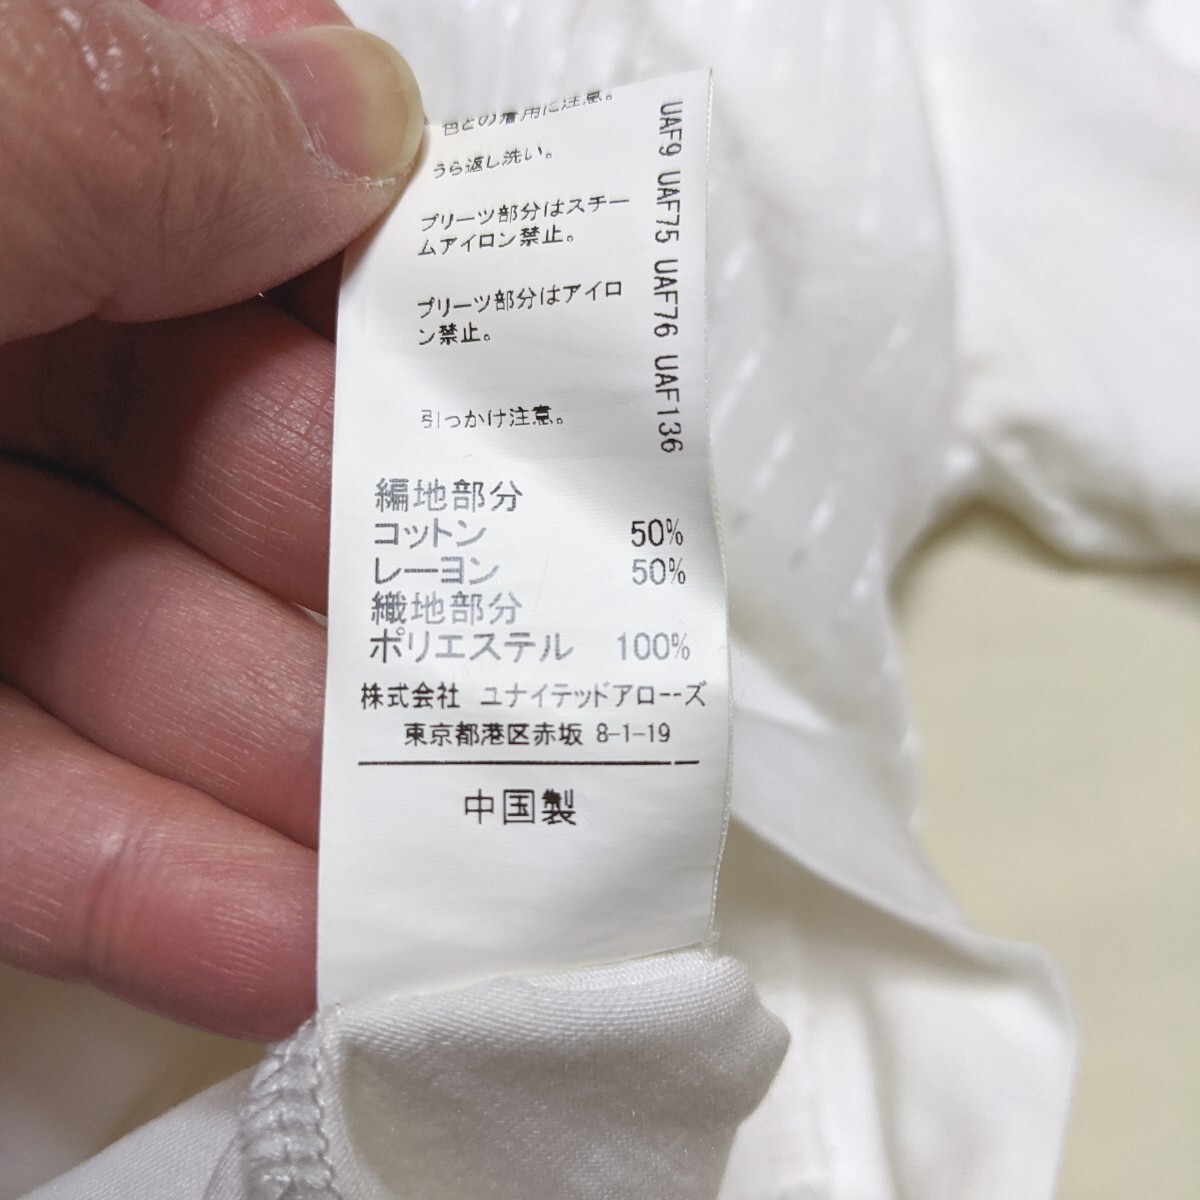 色との着用に注意。
うら返し洗い。
プリーツ部分はスチー
ムアイロン禁止。
プリーツ部分はアイロ
ン禁止。
引っかけ注意。
UAF9 UAF75 UAF76 UAF136
編地部分
コットン 50%
レーヨン 50%
織地部分
ポリエステル 100%
株式会社 ユナイテッドアローズ
東京都港区赤坂 8-1-19
中国製